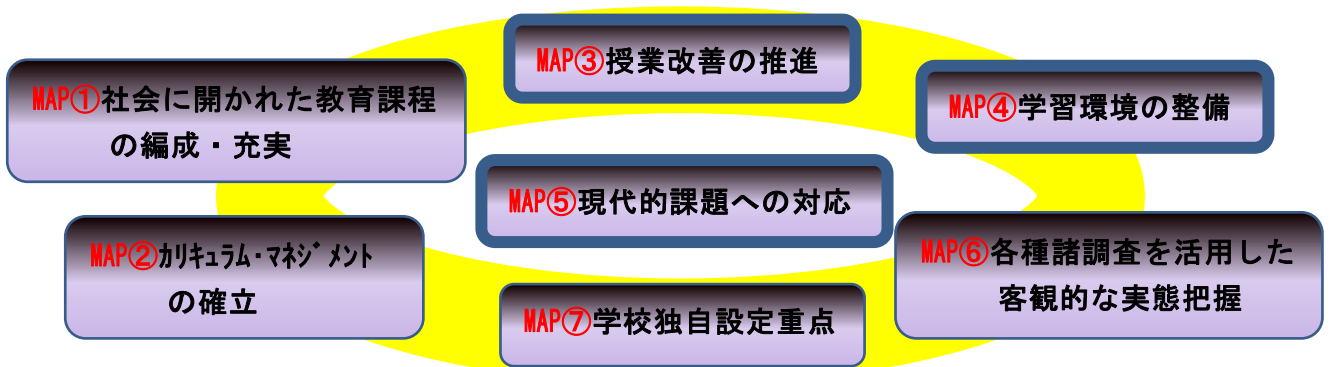 MAP①社会に開かれた教育課程
の編成・充実
MAP②ｶﾘｷｭﾗﾑ･ﾏﾈｼﾞﾒﾝﾄ
の確立
MAP③授業改善の推進
MAP④学習環境の整備
MAP⑤現代的課題への対応
MAP⑥各種諸調査を活用した
客観的な実態把握
MAP⑦学校独自設定重点